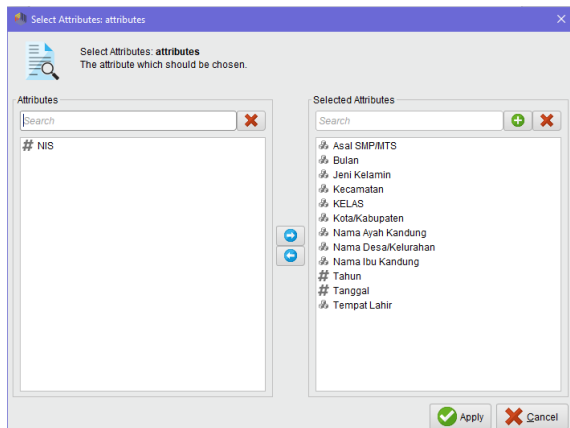 Select Attributes: attributes
Select Attributes: attributes
The attribute which should be chosen.
Attributes
Search
# NIS
Selected Attributes
Search
Asal SMP/MTS
Bulan
Jeni Kelamin
Kecamatan
KELAS
Kota/Kabupaten
Nama Ayah Kandung
Nama Desa/Kelurahan
Nama Ibu Kandung
# Tahun
# Tanggal
Tempat Lahir
Apply
Cancel